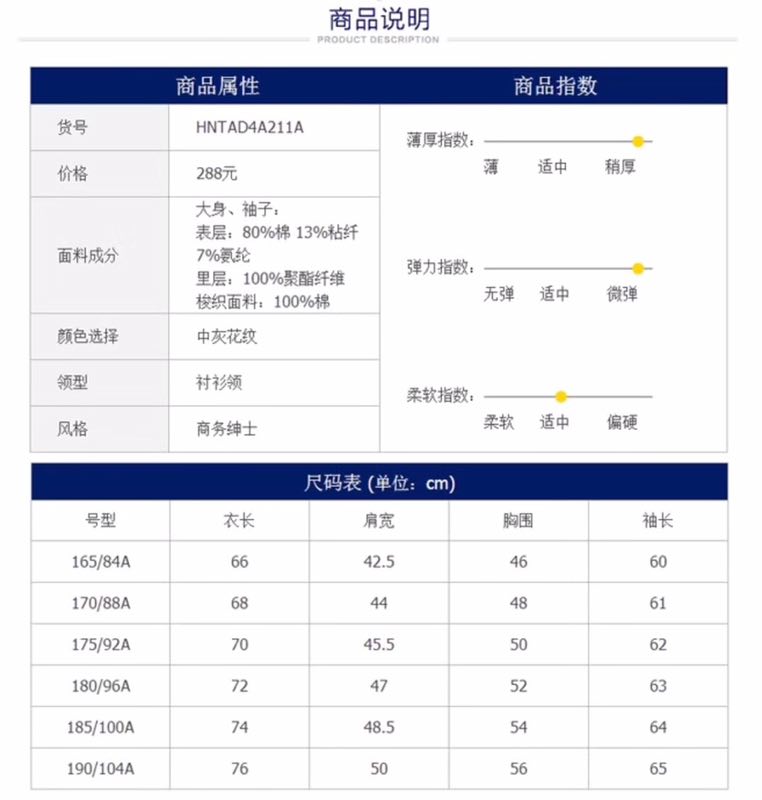 商品说明
PRODUCT DESCRIPTION
商品属性 商品指数
货号 HNTAD4A211A
价格 288元
面料成分 大身、袖子：
表层：80%棉 13%粘纤
7%氨纶
里层：100%聚酯纤维
梭织面料：100%棉
颜色选择 中灰花纹
领型 衬衫领
风格 商务绅士
薄厚指数：
薄 适中 稍厚
弹力指数：
无弹 适中 微弹
柔软指数：
柔软 适中 偏硬
尺码表 (单位：cm)
号型 衣长 肩宽 胸围 袖长
165/84A 66 42.5 46 60
170/88A 68 44 48 61
175/92A 70 45.5 50 62
180/96A 72 47 52 63
185/100A 74 48.5 54 64
190/104A 76 50 56 65